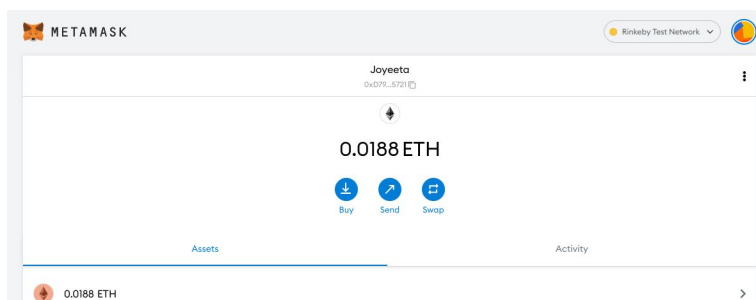 METAMASK
Rinkeby Test Network
Joyeeta
0xD79...5721
0.0188 ETH
Buy Send Swap
Assets Activity
0.0188 ETH